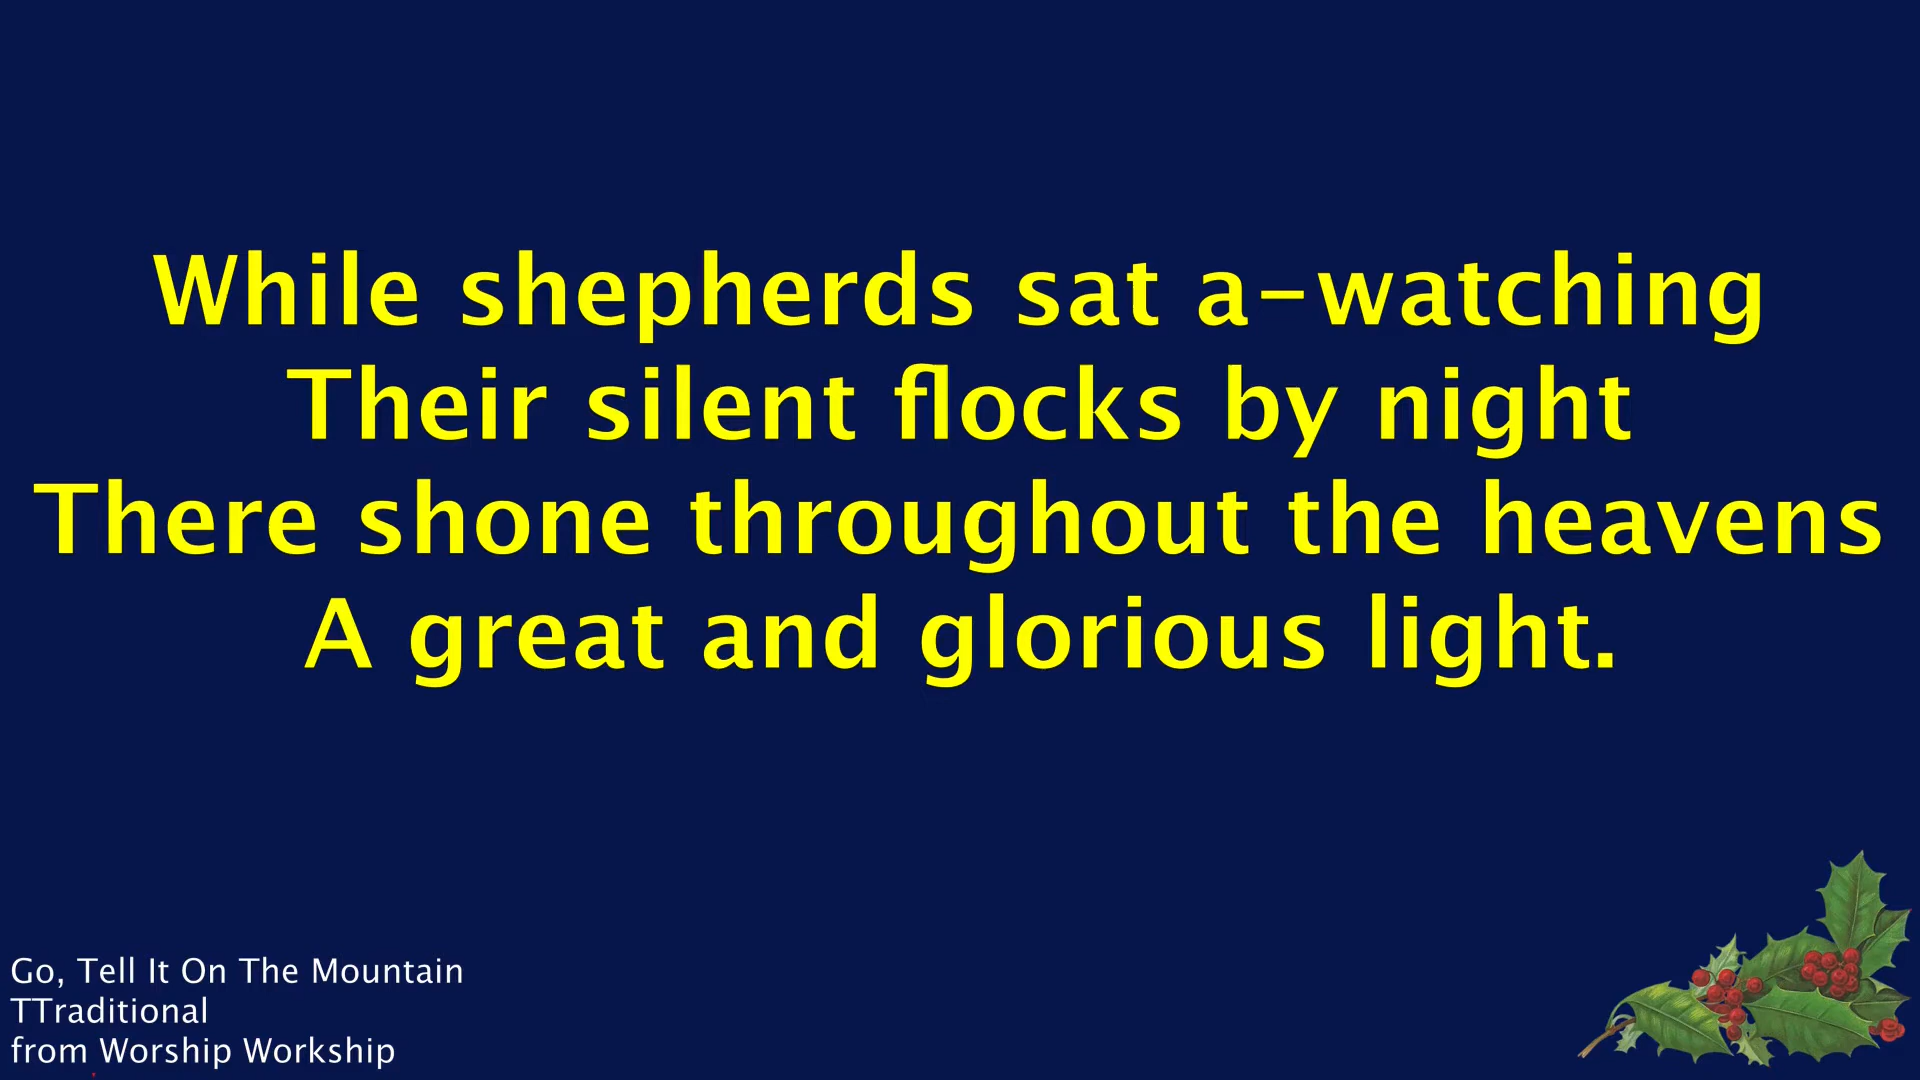 While shepherds sat a-watching
Their silent flocks by night
There shone throughout the heavens
A great and glorious light.
Go, Tell It On The Mountain
TTraditional
from Worship Workship